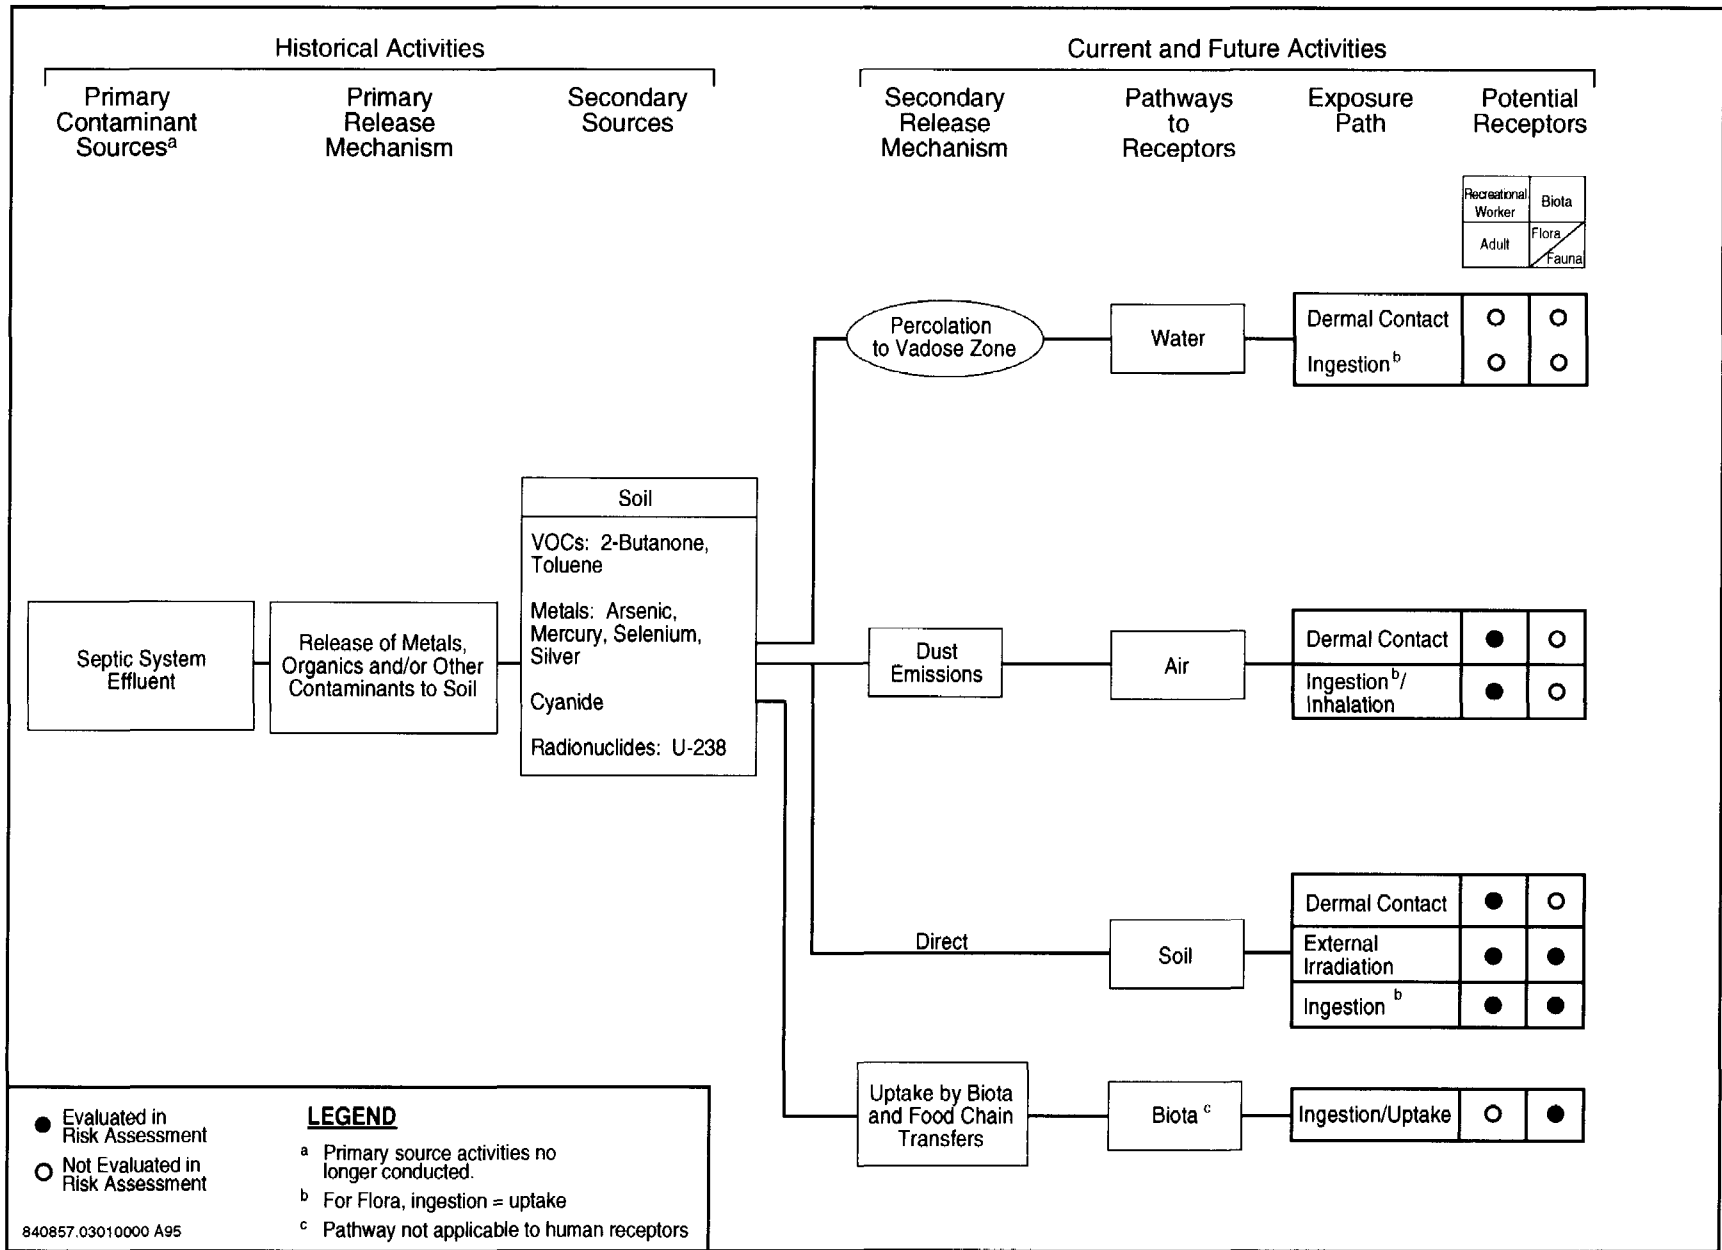 Historical Activities
Current and Future Activities
Primary
Contaminant
Sourcesᵃ
Primary
Release
Mechanism
Secondary
Sources
Secondary
Release
Mechanism
Pathways
to
Receptors
Exposure
Path
Potential
Receptors
Recreational
Worker
Biota
Adult
Flora
Fauna
Percolation
to Vadose Zone
Water
Dermal Contact
Ingestion ᵇ
Soil
VOCs: 2-Butanone,
Toluene
Metals: Arsenic,
Mercury, Selenium,
Silver
Cyanide
Radionuclides: U-238
Septic System
Effluent
Release of Metals,
Organics and/or Other
Contaminants to Soil
Dust
Emissions
Air
Dermal Contact
Ingestionᵇ/
Inhalation
Direct
Soil
Dermal Contact
External
Irradiation
Ingestion ᵇ
Uptake by Biota
and Food Chain
Transfers
Biota ᶜ
Ingestion/Uptake
Evaluated in
Risk Assessment
Not Evaluated in
Risk Assessment
840857.03010000 A95
LEGEND
ᵃ Primary source activities no
longer conducted.
ᵇ For Flora, ingestion = uptake
ᶜ Pathway not applicable to human receptors